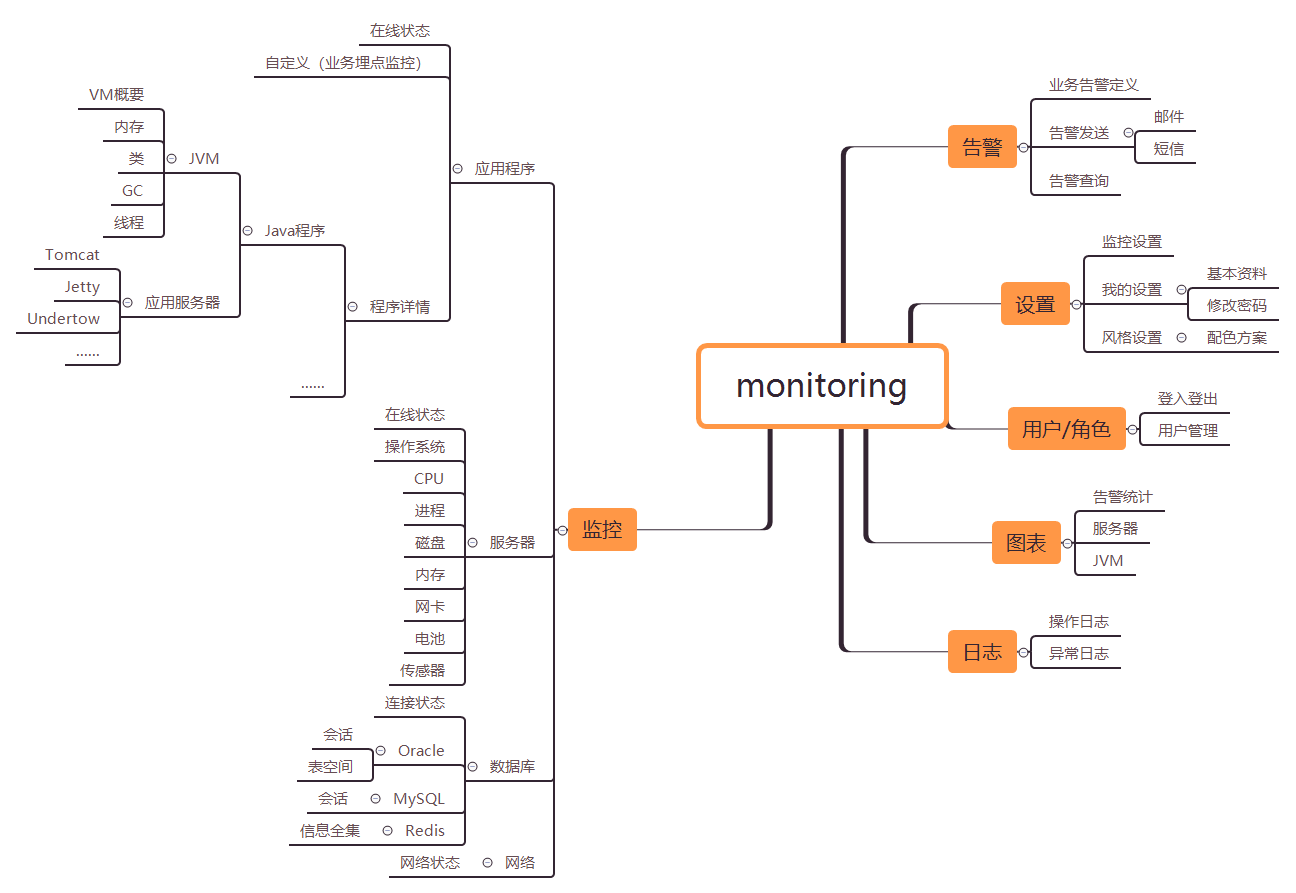 monitoring
告警
业务告警定义
告警发送
邮件
短信
告警查询
设置
监控设置
我的设置
基本资料
修改密码
风格设置
配色方案
用户/角色
登入登出
用户管理
图表
告警统计
服务器
JVM
日志
操作日志
异常日志
监控
应用程序
在线状态
自定义（业务埋点监控）
程序详情
Java程序
JVM
VM概要
内存
类
GC
线程
应用服务器
Tomcat
Jetty
Undertow
......
......
服务器
在线状态
操作系统
CPU
进程
磁盘
内存
网卡
电池
传感器
数据库
连接状态
Oracle
会话
表空间
MySQL
会话
Redis
信息全集
网络
网络状态